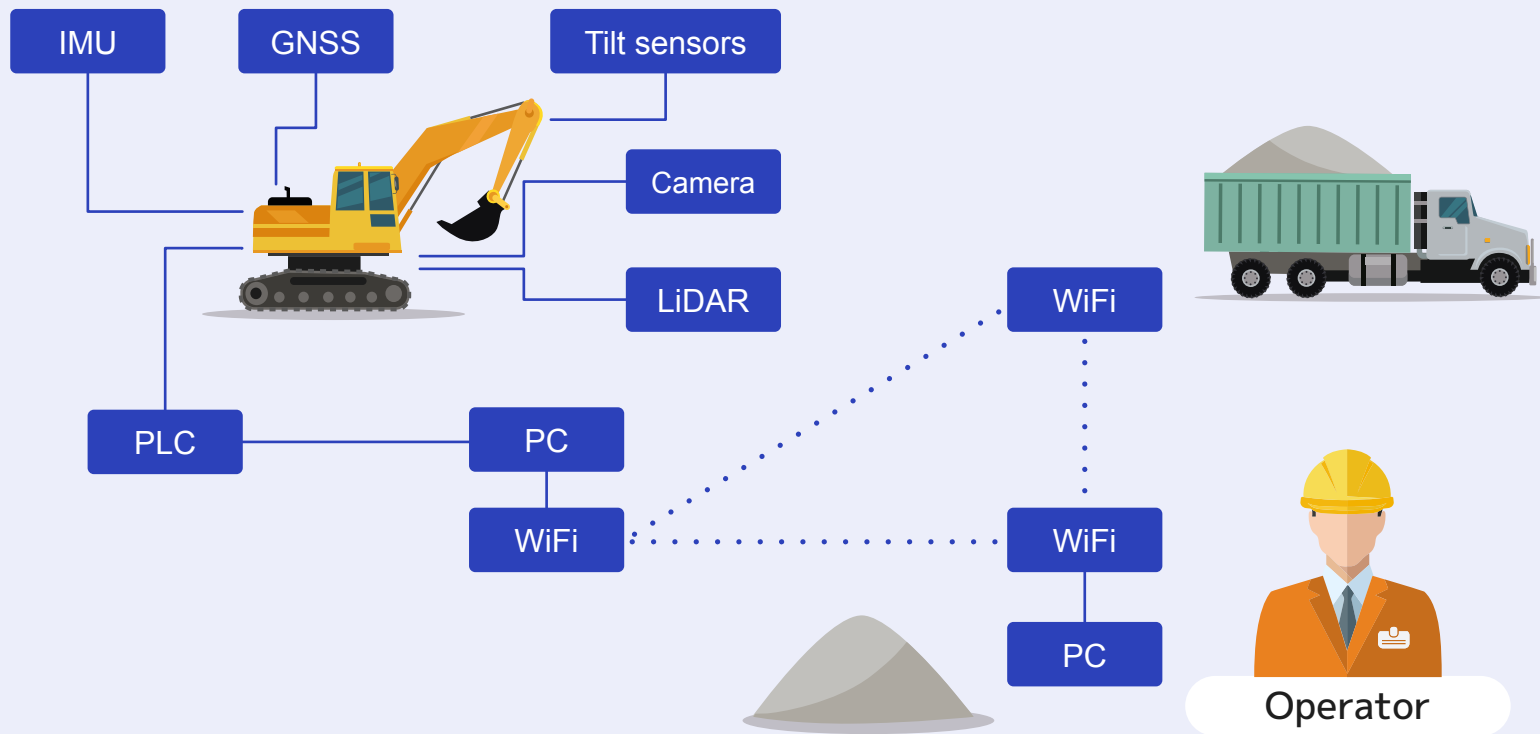 IMU
GNSS
Tilt sensors
Camera
LiDAR
WiFi
PLC
PC
WiFi
WiFi
PC
Operator